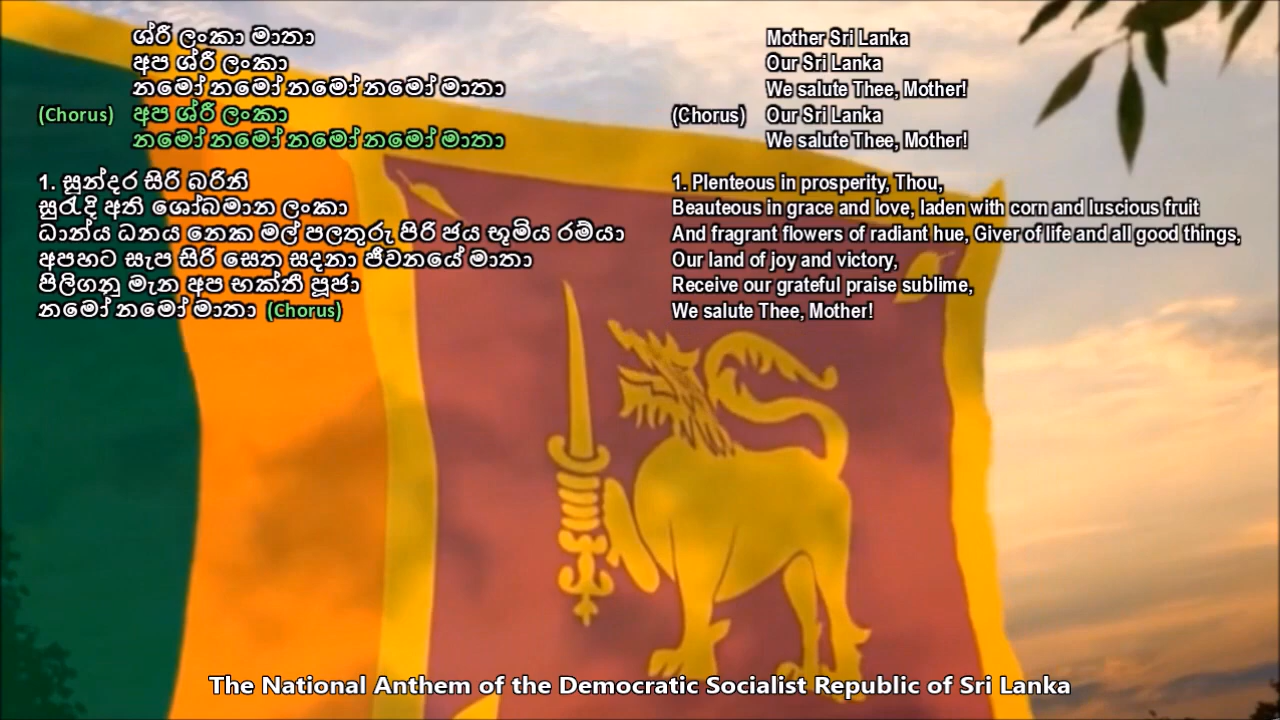 ශ්රී ලංකා මාතා
අප ශ්රී ලංකා
නමෝ නමෝ නමෝ නමෝ මාතා
(Chorus) අප ශ්රී ලංකා
නමෝ නමෝ නමෝ නමෝ මාතා
1. සූන්දර සිරි බරිනි
සුරැදි අති ශෝබමාන ලංකා
ධාන්ය ධනය නෙක මල් පලතුරු පිරි ජය භූමිය රම්යා
අපහට සැප සිරි සෙත සදනා ජීවනයේ මාතා
පිලිගනු මැන අප භක්තී පූජා
නමෝ නමෝ මාතා (Chorus)
Mother Sri Lanka
Our Sri Lanka
We salute Thee, Mother!
(Chorus) Our Sri Lanka
We salute Thee, Mother!
1. Plenteous in prosperity, Thou,
Beauteous in grace and love, laden with corn and luscious fruit
And fragrant flowers of radiant hue, Giver of life and all good things,
Our land of joy and victory,
Receive our grateful praise sublime,
We salute Thee, Mother!
The National Anthem of the Democratic Socialist Republic of Sri Lanka